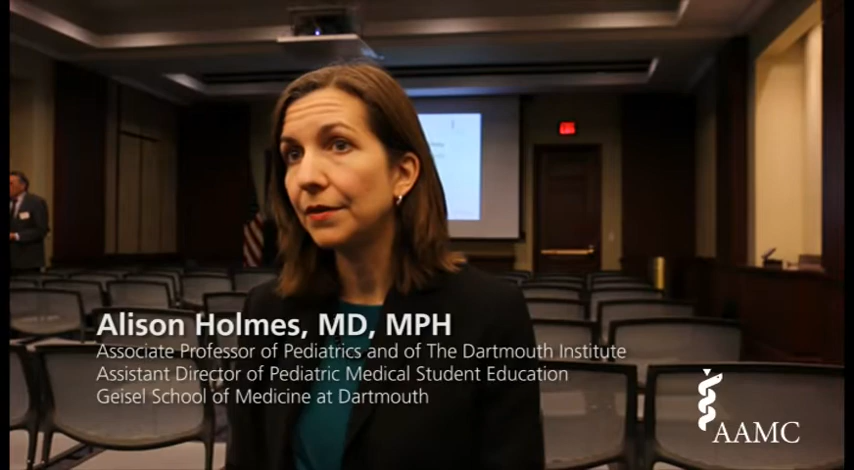 Alison Holmes, MD, MPH
Associate Professor of Pediatrics and of The Dartmouth Institute
Assistant Director of Pediatric Medical Student Education
Geisel School of Medicine at Dartmouth
AAMC